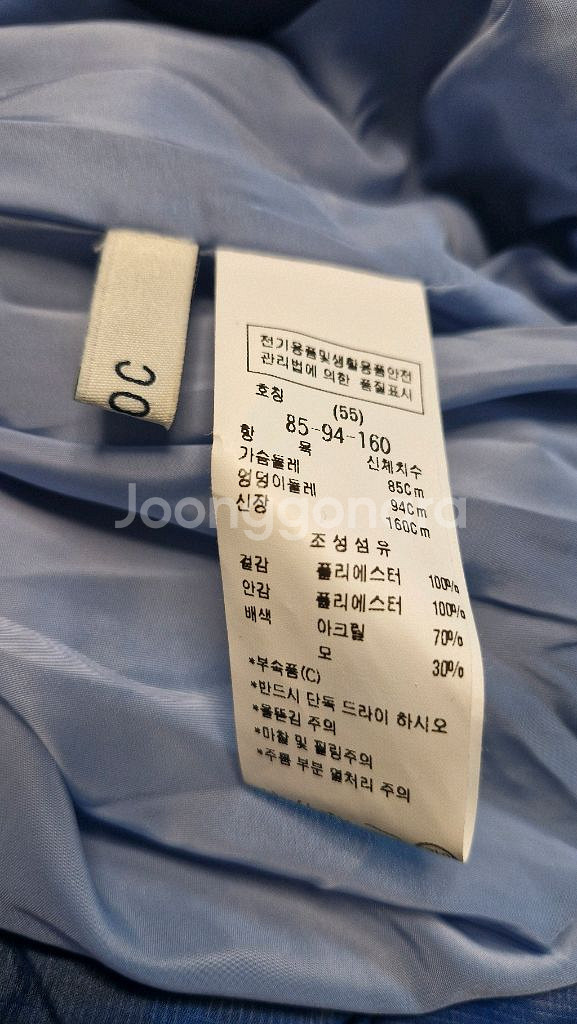 OC
전기용품및생활용품안전
관리법에 의한 품질표시
호칭 (55)
85-94-160
항 목 신체치수
가슴둘레 85Cm
엉덩이둘레 94Cm
신장 160Cm
조성섬유
겉감 폴리에스터 100%
안감 폴리에스터 100%
배색 아크릴 70%
모 30%
*부속품(C)
*반드시 단독 드라이 하시오
*올뜯김 주의
*마찰 및 필링주의
*주름 부분 열처리 주의
Joonggonara